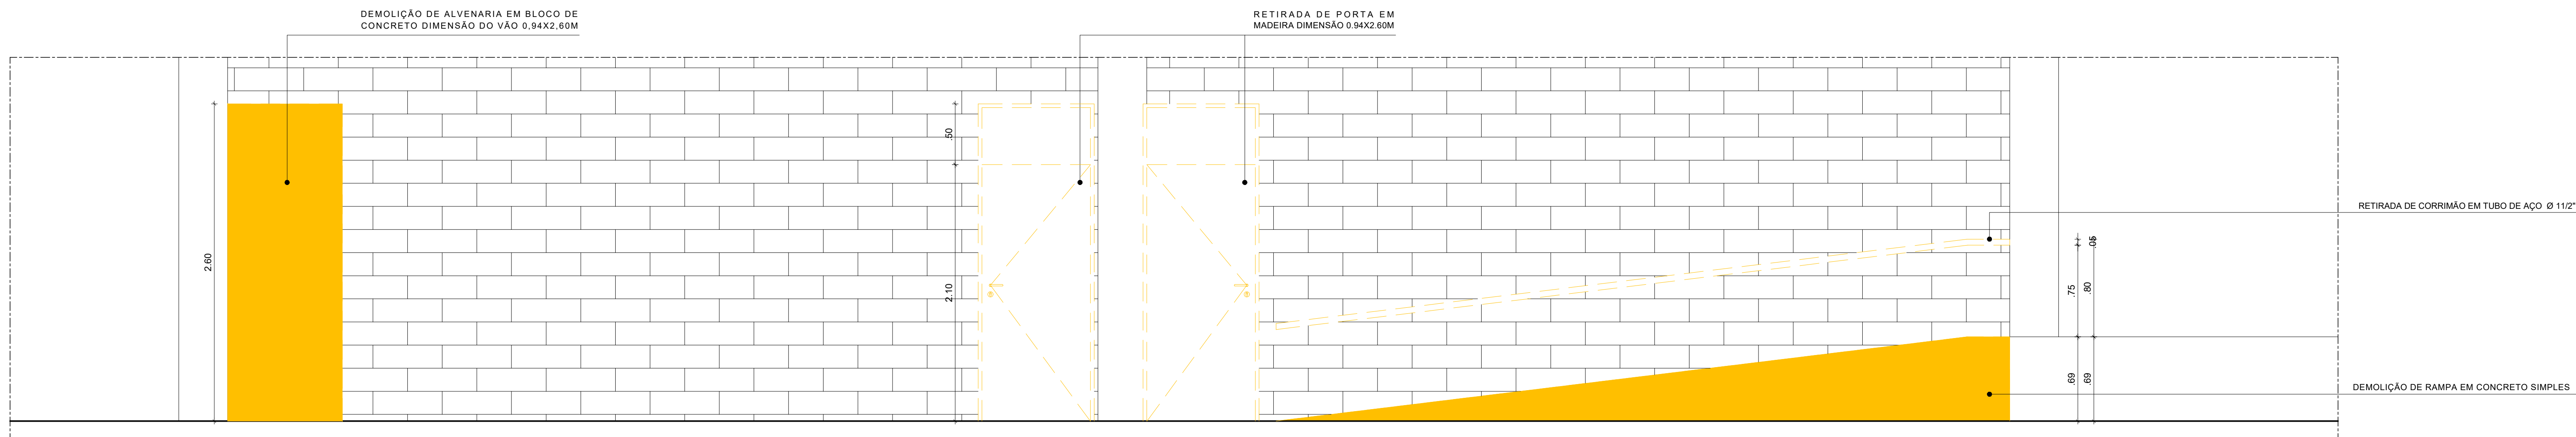 DEMOLIÇÃO DE ALVENARIA EM BLOCO DE
CONCRETO DIMENSÃO DO VÃO 0,94X2,60M
RETIRADA DE PORTA EM
MADEIRA DIMENSÃO 0.94X2.60M
2.60
.50
2.10
RETIRADA DE CORRIMÃO EM TUBO DE AÇO Ø 11/2"
.05
.75
.80
.69
.69
DEMOLIÇÃO DE RAMPA EM CONCRETO SIMPLES